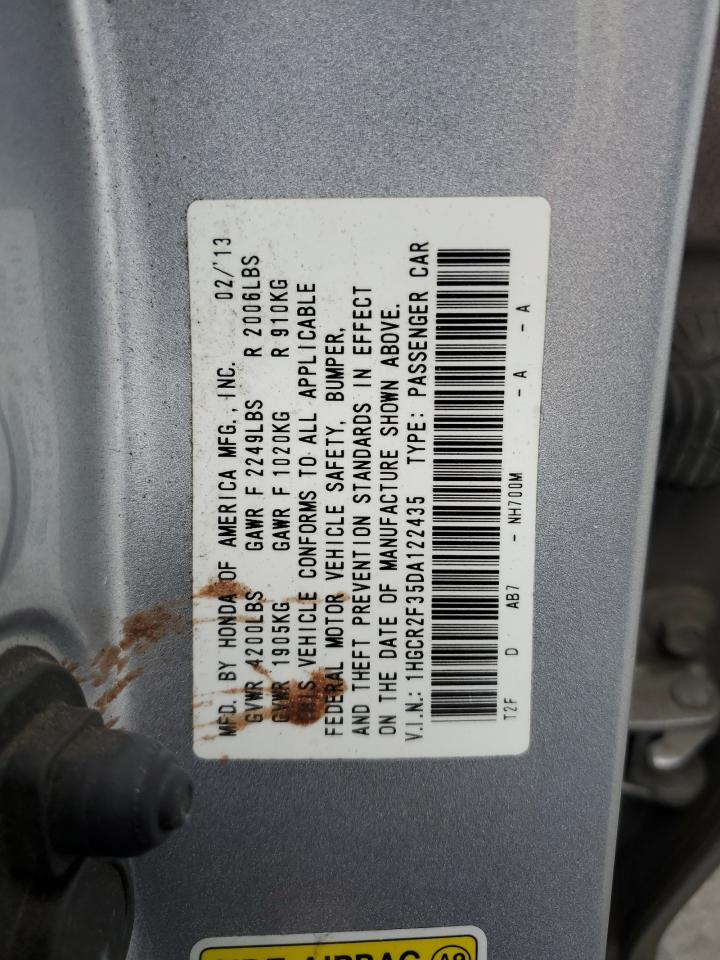 MFD. BY HONDA OF AMERICA MFG., INC. 02/'13
GVWR 4200LBS GAWR F 2249LBS R 2006LBS
GVWR 1905KG GAWR F 1020KG R 910KG
THIS VEHICLE CONFORMS TO ALL APPLICABLE
FEDERAL MOTOR VEHICLE SAFETY, BUMPER,
AND THEFT PREVENTION STANDARDS IN EFFECT
ON THE DATE OF MANUFACTURE SHOWN ABOVE.
V.I.N.: 1HGCR2F35DA122435 TYPE: PASSENGER CAR
T2F D AB7 - NH700M - A - A
AIRBAG